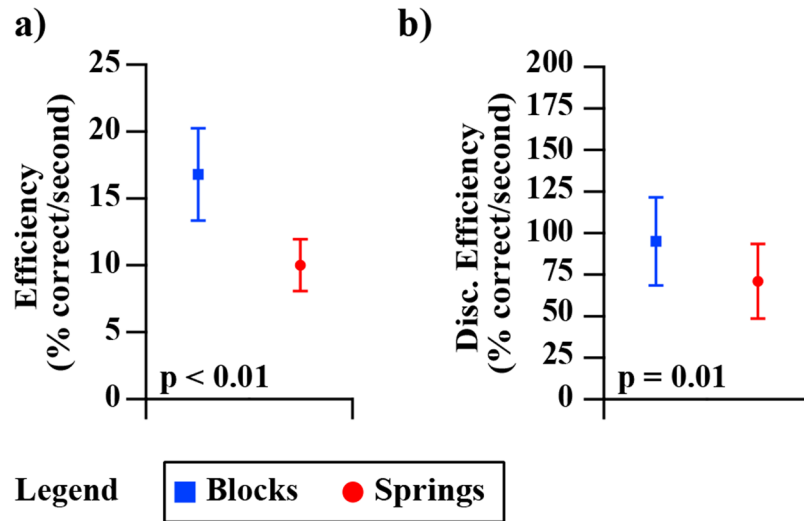 a)
Efficiency
(% correct/second)
25
20
15
10
5
0
p < 0.01
b)
Disc. Efficiency
(% correct/second)
200
175
150
125
100
75
50
25
0
p = 0.01
Legend
Blocks
Springs